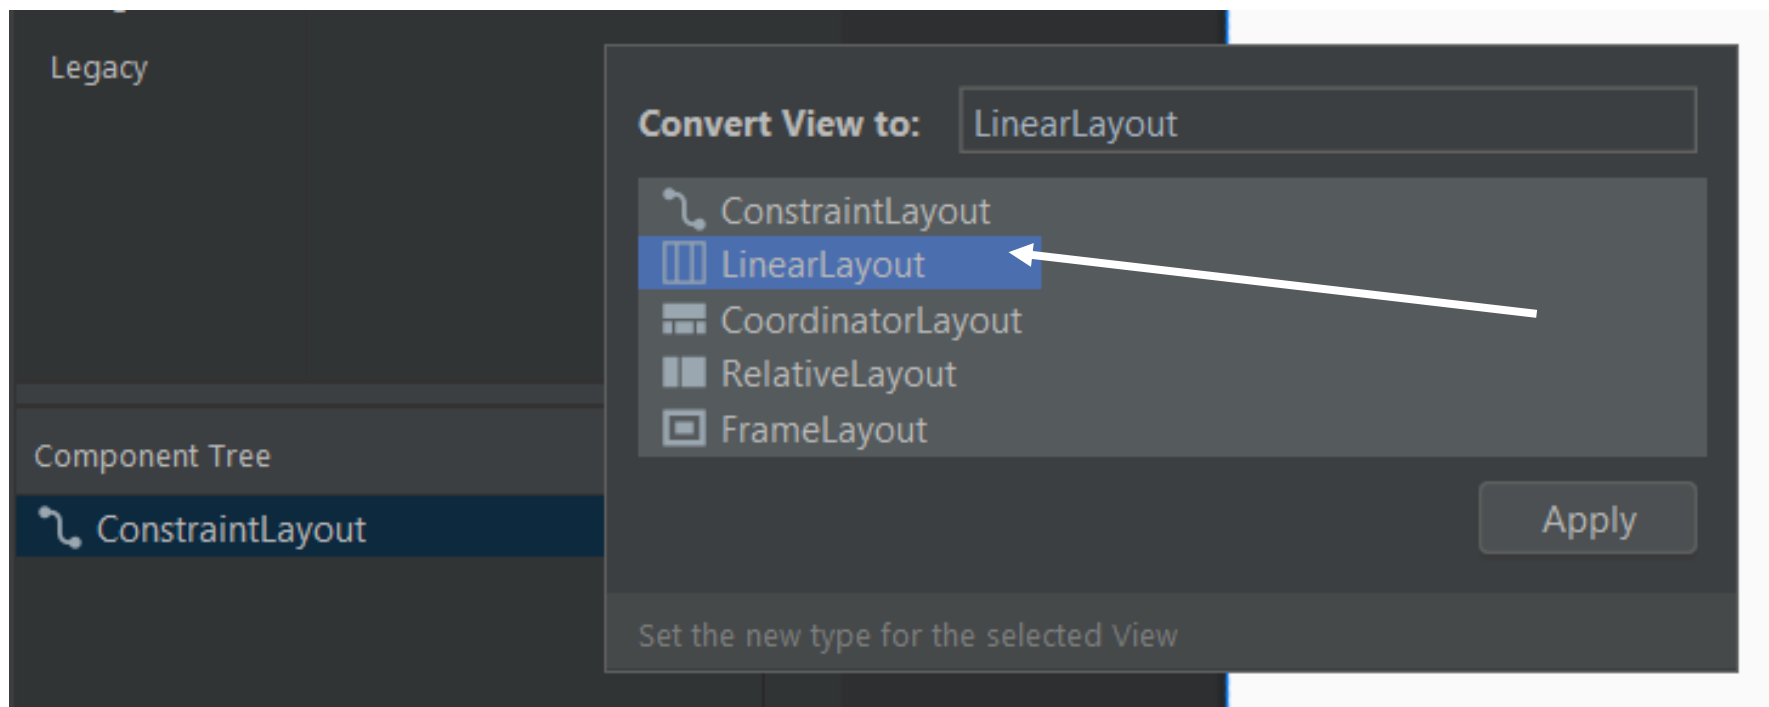 Legacy
Convert View to: LinearLayout
ConstraintLayout
LinearLayout
CoordinatorLayout
RelativeLayout
FrameLayout
Component Tree
ConstraintLayout
Apply
Set the new type for the selected View